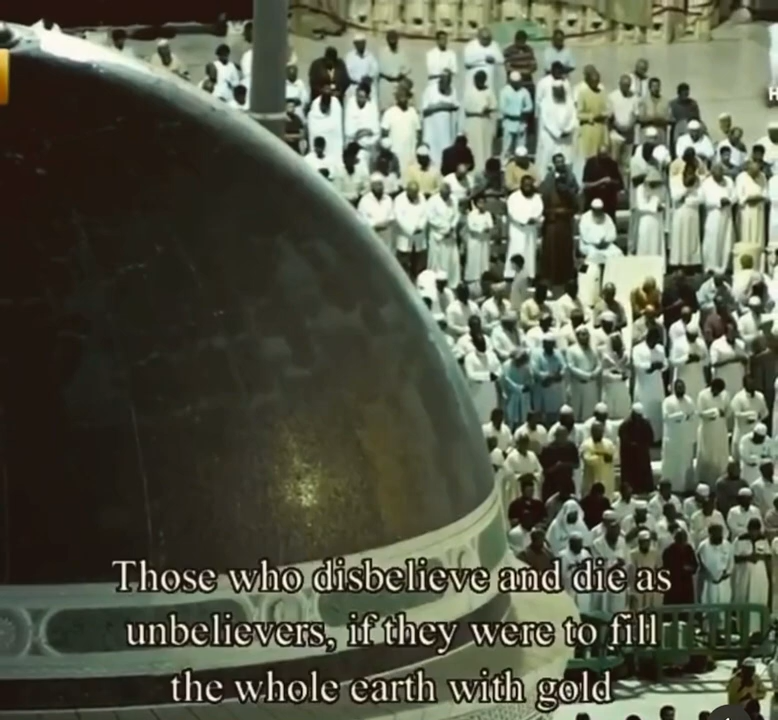 Those who disbelieve and die as
unbelievers, if they were to fill
the whole earth with gold